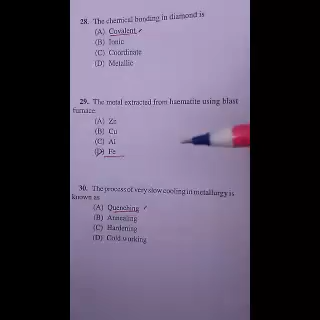 28. The chemical bonding in diamond is
(A) Covalent
(B) Ionic
(C) Coordinate
(D) Metallic
29. The metal extracted from haematite using blast
furnace.
(A) Zn
(B) Cu
(C) Al
(D) Fe
30. The process of very slow cooling in metallurgy is
known as
(A) Quenching
(B) Annealing
(C) Hardening
(D) Cold working